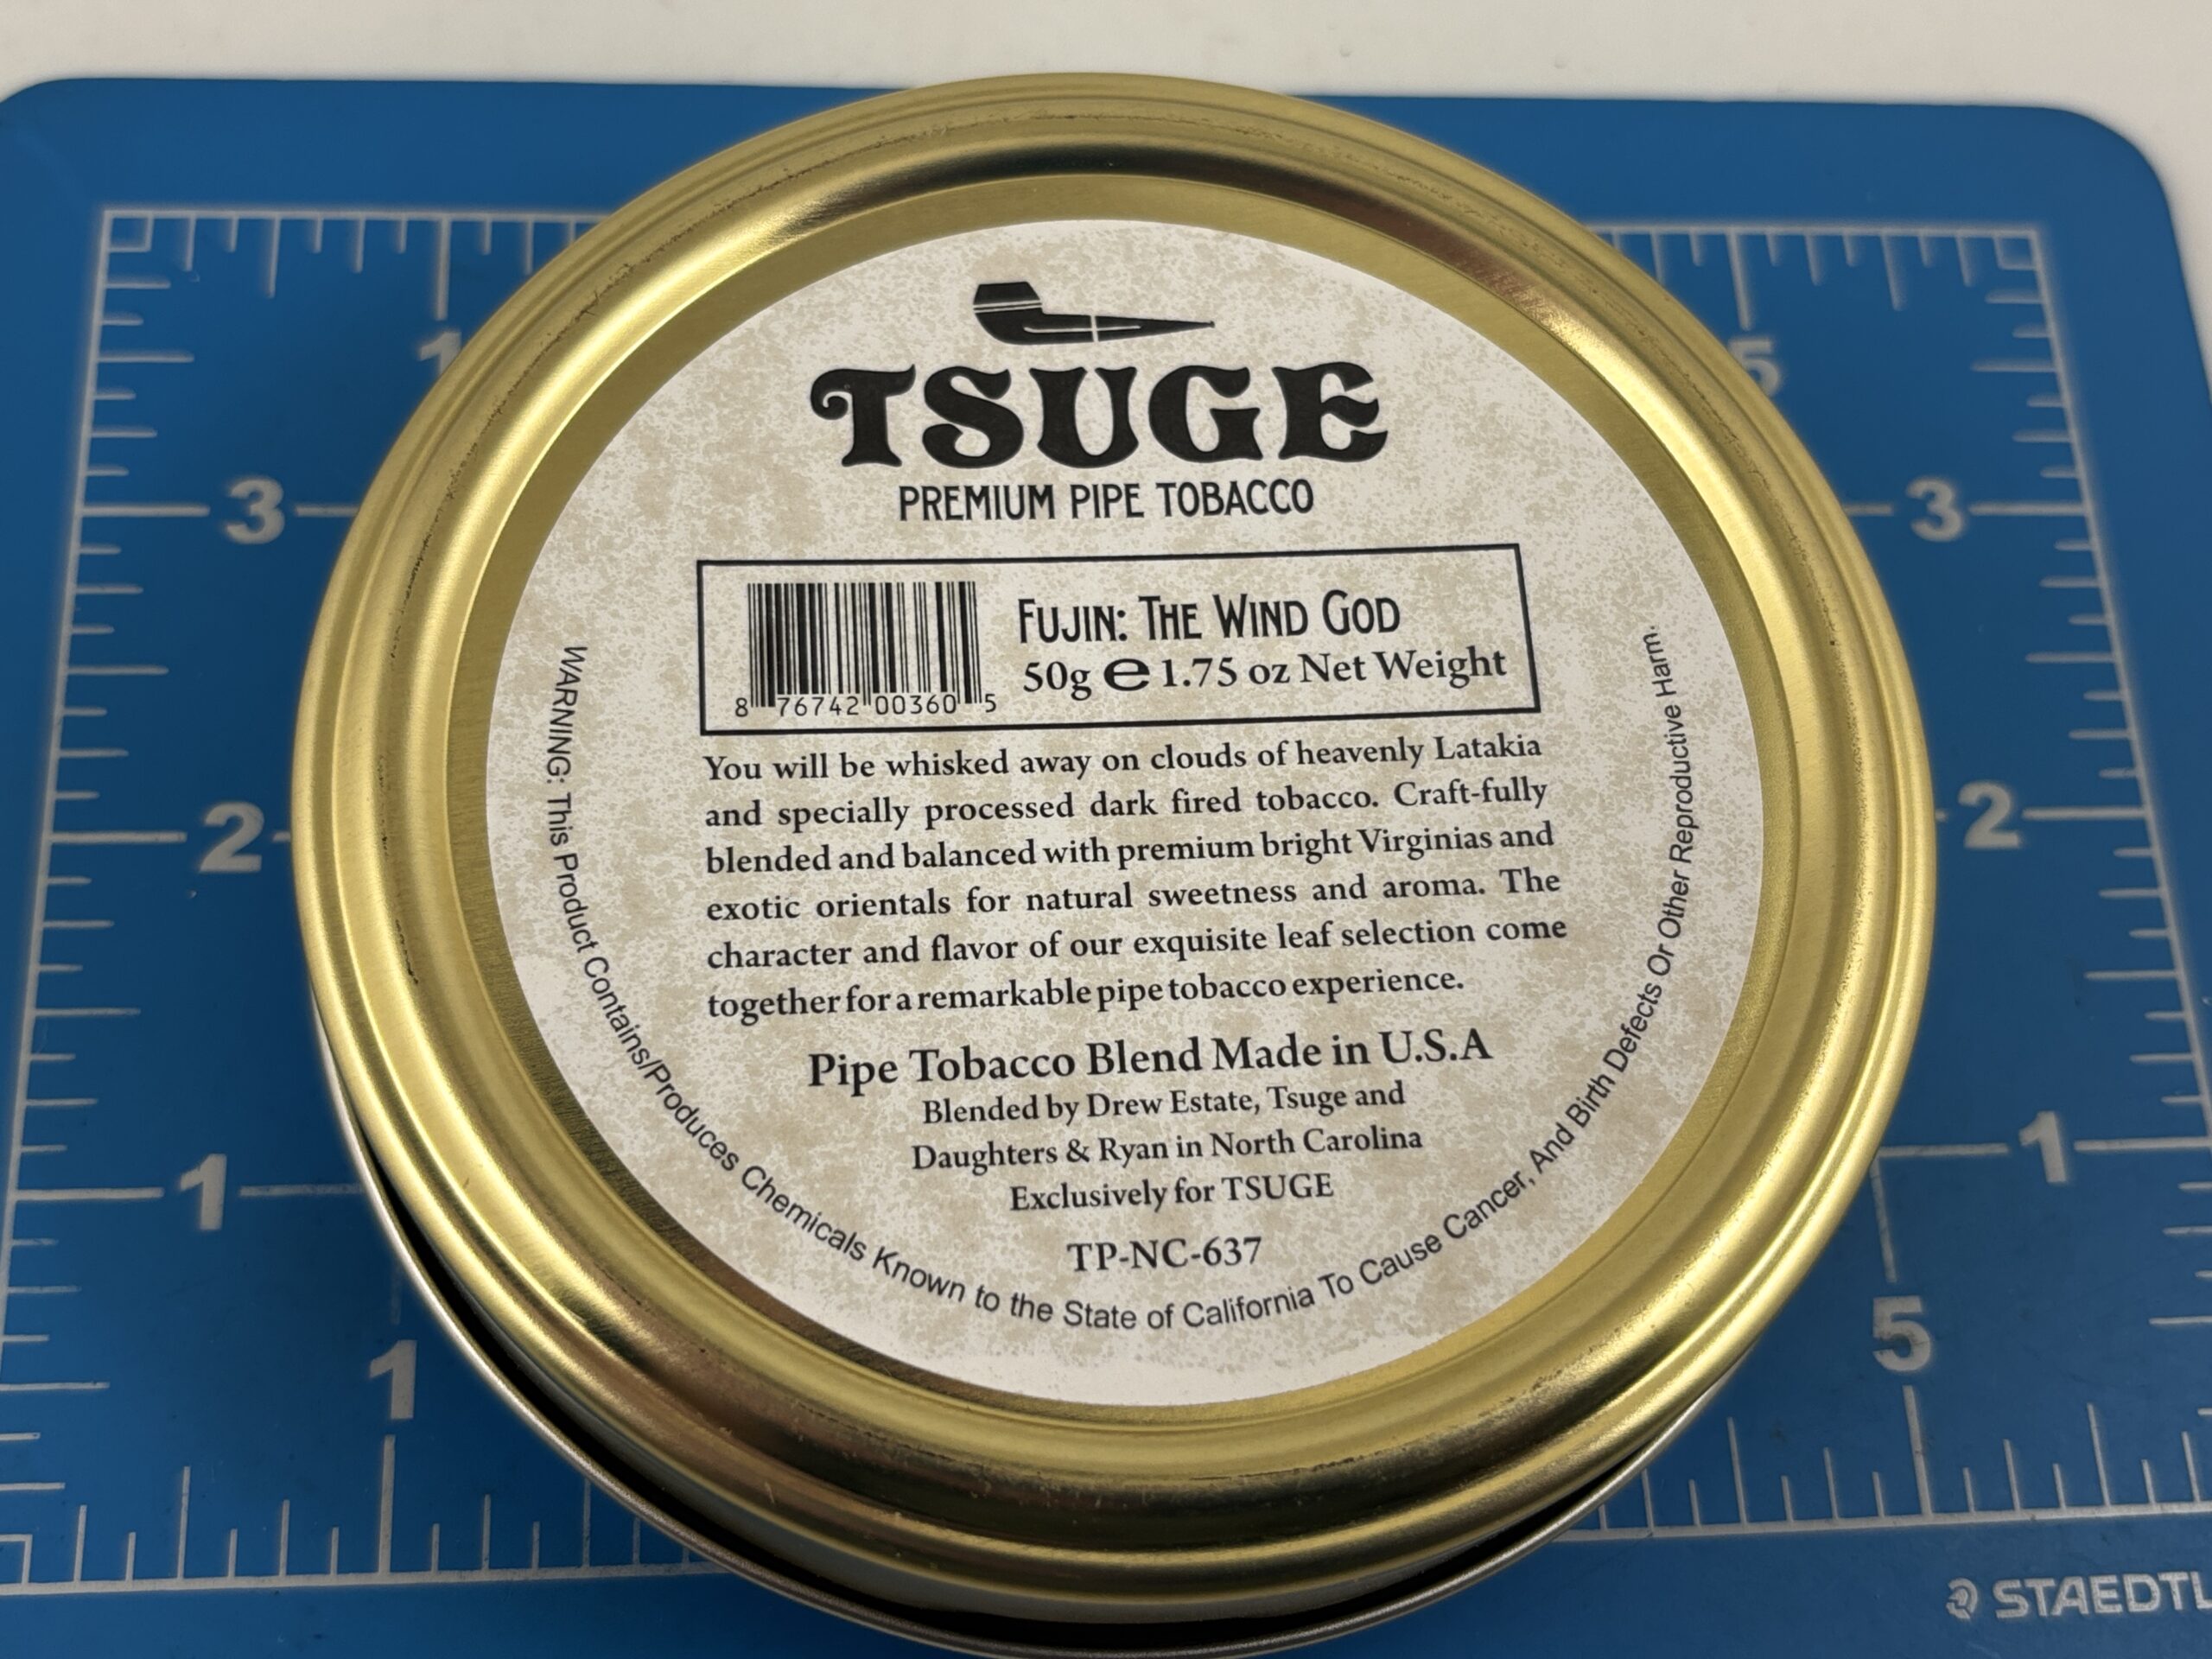 TSUGE
PREMIUM PIPE TOBACCO
FUJIN: THE WIND GOD
50g ℮ 1.75 oz Net Weight
8 76742 00360 5
You will be whisked away on clouds of heavenly Latakia
and specially processed dark fired tobacco. Craft-fully
blended and balanced with premium bright Virginias and
exotic orientals for natural sweetness and aroma. The
character and flavor of our exquisite leaf selection come
together for a remarkable pipe tobacco experience.
Pipe Tobacco Blend Made in U.S.A
Blended by Drew Estate, Tsuge and
Daughters & Ryan in North Carolina
Exclusively for TSUGE
TP-NC-637
WARNING: This Product Contains/Produces Chemicals Known to the State of California To Cause Cancer, And Birth Defects Or Other Reproductive Harm.
1
5
3
3
2
2
1
1
1
5